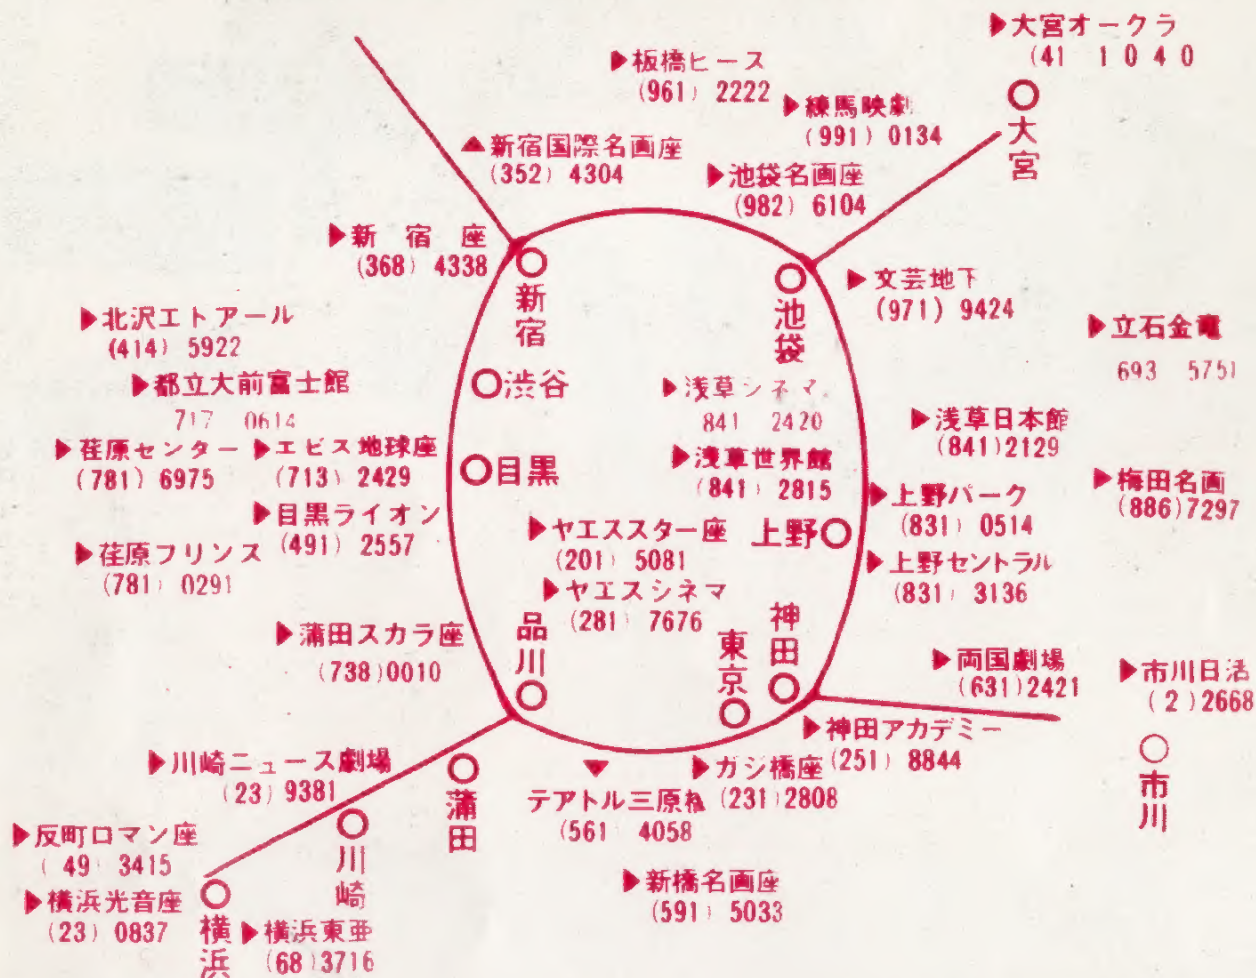 ▶大宮オークラ
(41 1040
○
大宮
▶板橋ピース
(961) 2222
▶練馬映劇
(991) 0134
▲新宿国際名画座
(352) 4304
▶池袋名画座
(982) 6104
▶新宿座
(368) 4338
○
新宿
○
池袋
▶文芸地下
(971) 9424
▶北沢エトアール
(414) 5922
▶立石金竜
693 5751
▶都立大前富士館
717 0614
○渋谷
▶浅草シネマ
841 2420
▶浅草日本館
(841)2129
▶荏原センター
(781) 6975
▶エビス地球座
(713) 2429
○目黒
▶浅草世界館
(841) 2815
▶梅田名画
(886)7297
▶上野パーク
(831) 0514
▶目黒ライオン
(491) 2557
▶ヤエススター座
(201) 5081
上野○
▶荏原プリンス
(781) 0291
▶上野セントラル
(831) 3136
▶ヤエスシネマ
(281) 7676
▶蒲田スカラ座
(738)0010
品川
○
東京
○
神田
○
▶両国劇場
(631)2421
▶市川日活
(2)2668
○
市川
▶神田アカデミー
(251) 8844
▶川崎ニュース劇場
(23) 9381
○
蒲田
▼
テアトル三原橋
(561) 4058
▶ガシ橋座
(231)2808
▶反町ロマン座
(49) 3415
○
川崎
▶新橋名画座
(591) 5033
▶横浜光音座
(23) 0837
○
横浜
▶横浜東亜
(68)3716